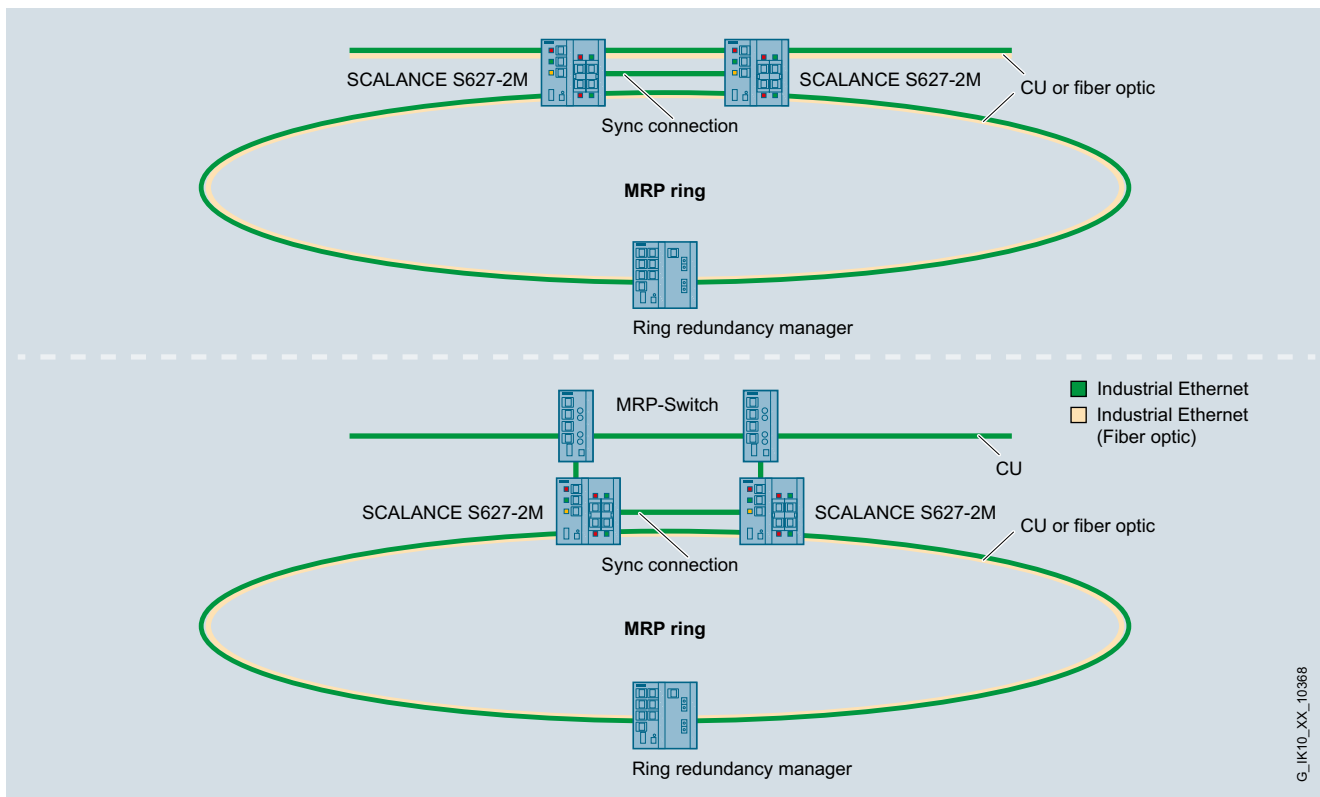 SCALANCE S627-2M
SCALANCE S627-2M
CU or fiber optic
Sync connection
MRP ring
Ring redundancy manager
MRP-Switch
Industrial Ethernet
Industrial Ethernet
(Fiber optic)
CU
SCALANCE S627-2M
SCALANCE S627-2M
CU or fiber optic
Sync connection
MRP ring
Ring redundancy manager
G_IK10_XX_10368